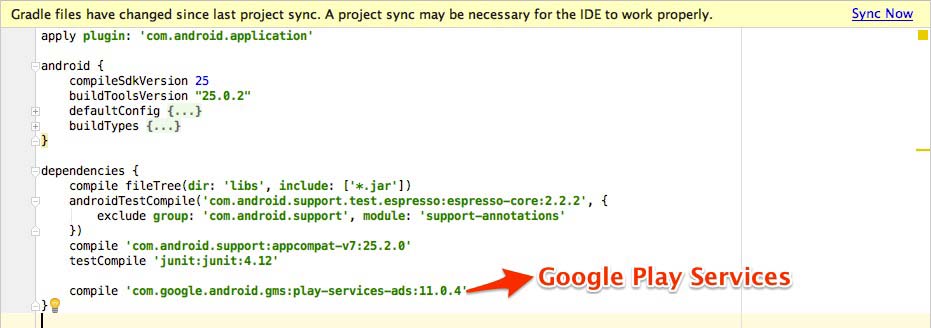 Gradle files have changed since last project sync. A project sync may be necessary for the IDE to work properly. Sync Now
apply plugin: 'com.android.application'
android {
compileSdkVersion 25
buildToolsVersion "25.0.2"
defaultConfig {...}
buildTypes {...}
}
dependencies {
compile fileTree(dir: 'libs', include: ['*.jar'])
androidTestCompile('com.android.support.test.espresso:espresso-core:2.2.2', {
exclude group: 'com.android.support', module: 'support-annotations'
})
compile 'com.android.support:appcompat-v7:25.2.0'
testCompile 'junit:junit:4.12'
compile 'com.google.android.gms:play-services-ads:11.0.4' Google Play Services
}